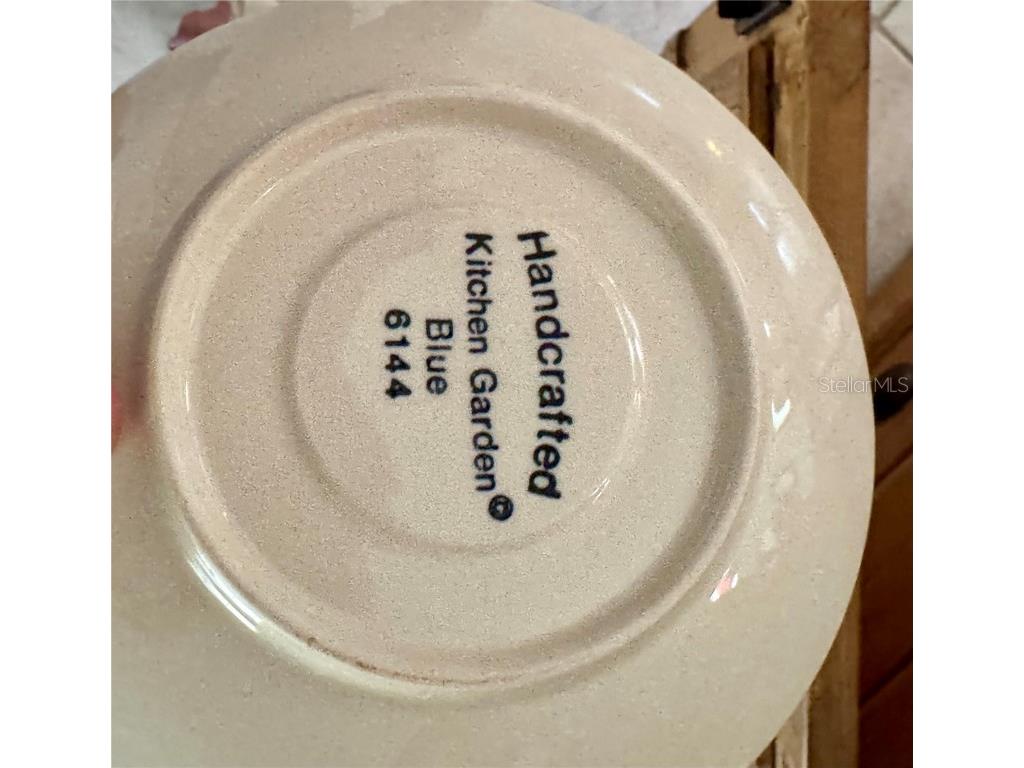 Handcrafted
Kitchen Garden©
Blue
6144
StellarMLS